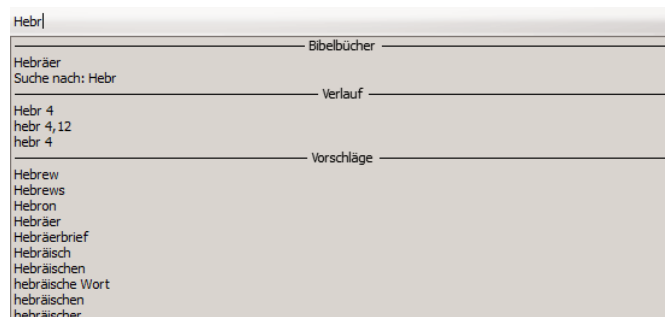 Hebr
Bibelbücher
Hebräer
Suche nach: Hebr
Verlauf
Hebr 4
hebr 4,12
hebr 4
Vorschläge
Hebrew
Hebrews
Hebron
Hebräer
Hebräerbrief
Hebräisch
Hebräischen
hebräische Wort
hebräischen
hebräischer